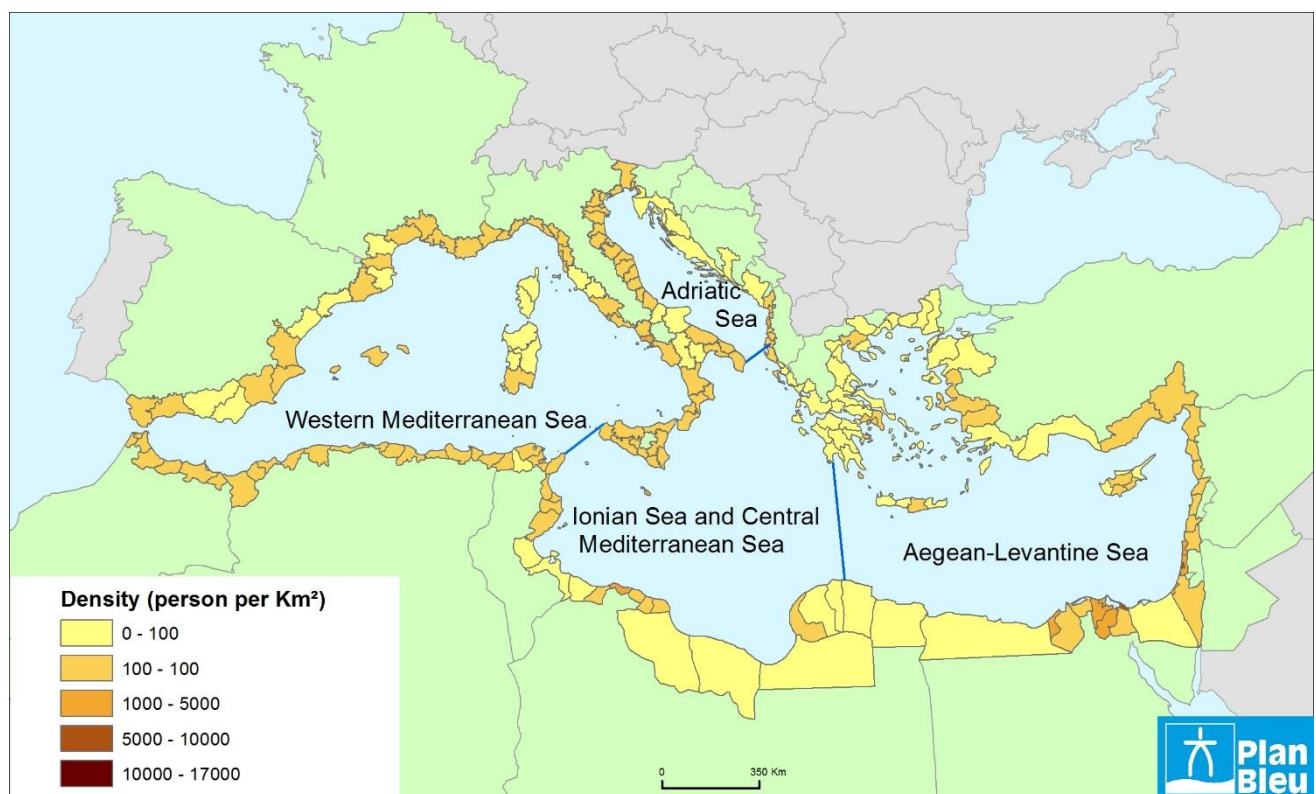 Adriatic
Sea
Western Mediterranean Sea
Ionian Sea and Central
Mediterranean Sea
Aegean-Levantine Sea
Density (person per Km²)
0 - 100
100 - 100
1000 - 5000
5000 - 10000
10000 - 17000
0 350 Km
Plan
Bleu